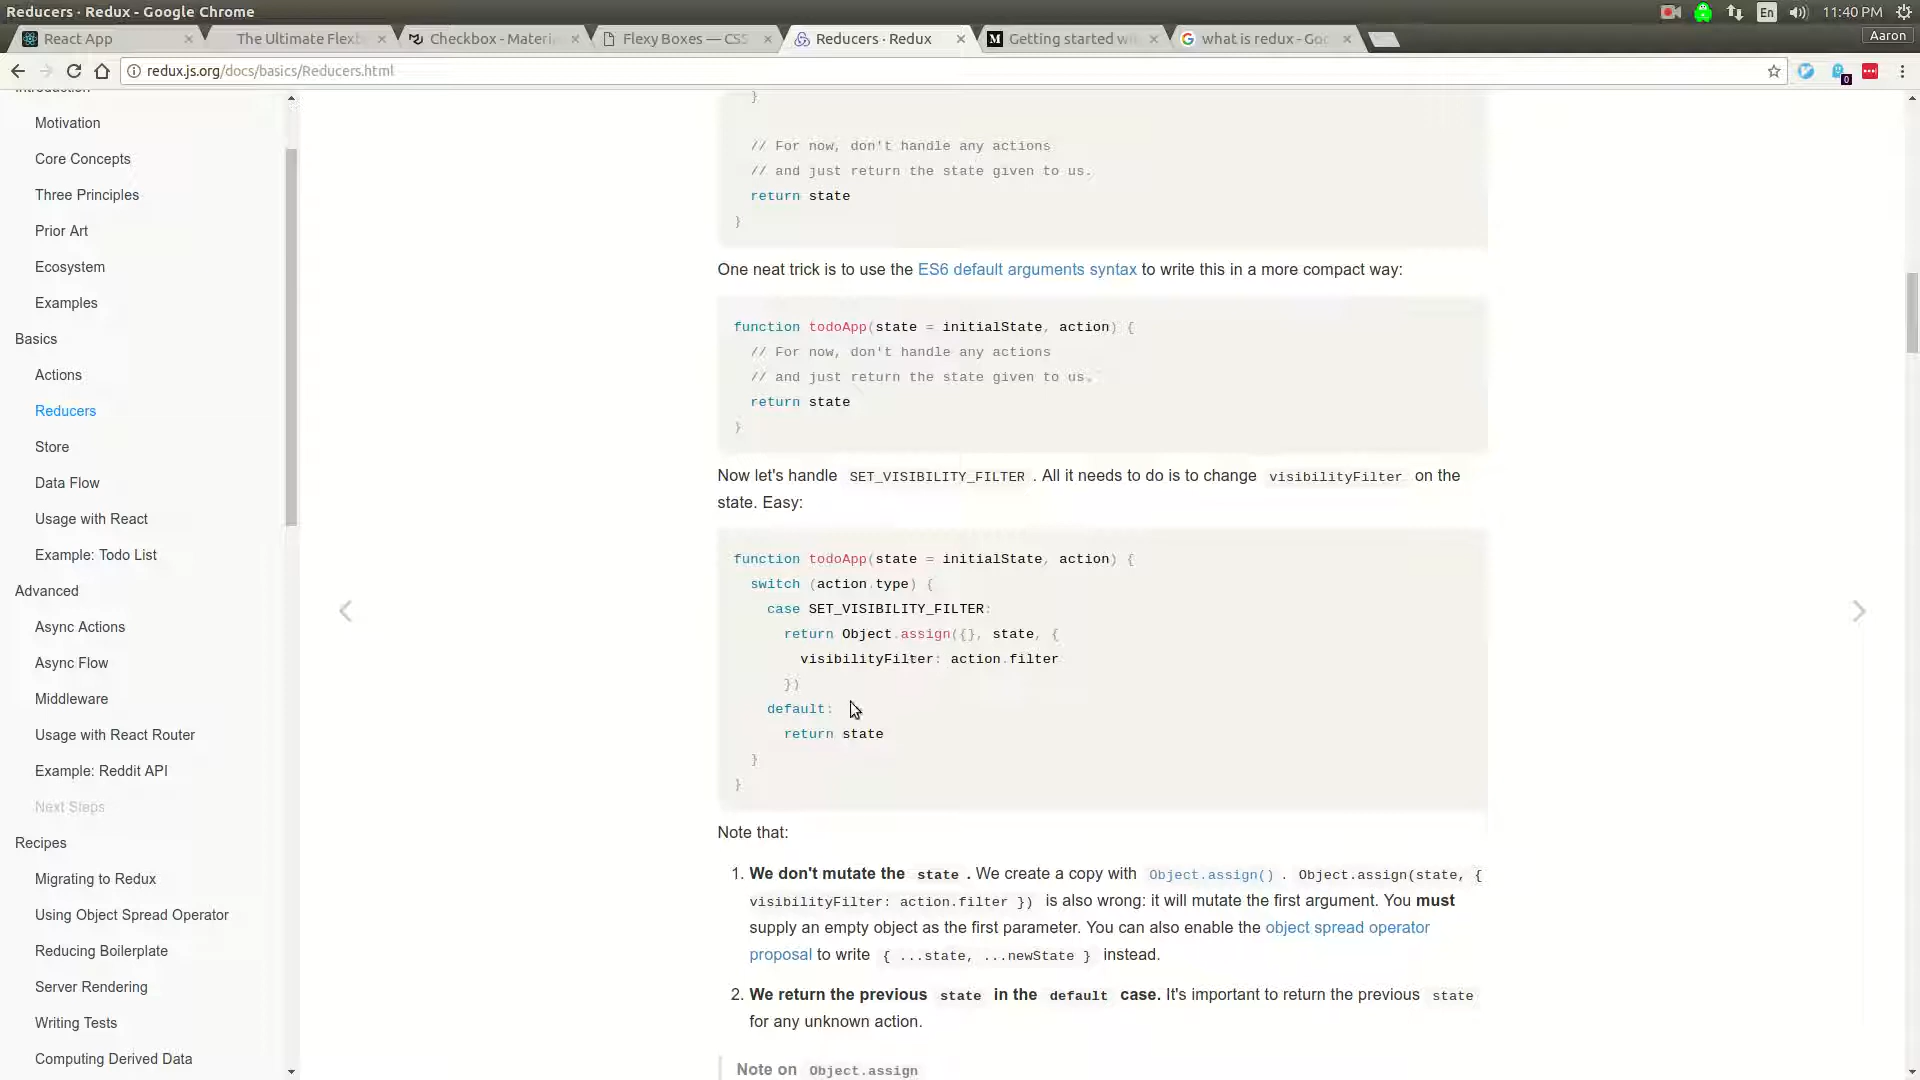 Reducers · Redux - Google Chrome
En
11:40 PM
React App
The Ultimate Flexb
Checkbox - Materi
Flexy Boxes — CSS
Reducers · Redux
Getting started wi
what is redux - Goo
Aaron
redux.js.org/docs/basics/Reducers.html
0
Introduction
Motivation
Core Concepts
Three Principles
Prior Art
Ecosystem
Examples
Basics
Actions
Reducers
Store
Data Flow
Usage with React
Example: Todo List
Advanced
Async Actions
Async Flow
Middleware
Usage with React Router
Example: Reddit API
Next Steps
Recipes
Migrating to Redux
Using Object Spread Operator
Reducing Boilerplate
Server Rendering
Writing Tests
Computing Derived Data
}
// For now, don't handle any actions
// and just return the state given to us.
return state
}
One neat trick is to use the ES6 default arguments syntax to write this in a more compact way:
function todoApp(state = initialState, action) {
// For now, don't handle any actions
// and just return the state given to us.
return state
}
Now let's handle SET_VISIBILITY_FILTER . All it needs to do is to change visibilityFilter on the
state. Easy:
function todoApp(state = initialState, action) {
switch (action.type) {
case SET_VISIBILITY_FILTER:
return Object.assign({}, state, {
visibilityFilter: action.filter
})
default:
return state
}
}
Note that:
1. We don't mutate the state . We create a copy with Object.assign() . Object.assign(state, {
visibilityFilter: action.filter }) is also wrong: it will mutate the first argument. You must
supply an empty object as the first parameter. You can also enable the object spread operator
proposal to write { ...state, ...newState } instead.
2. We return the previous state in the default case. It's important to return the previous state
for any unknown action.
Note on Object.assign